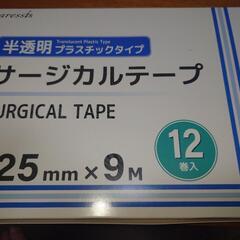 aressis
Translucent Plastic Type
半透明プラスチックタイプ
サージカルテープ
URGICAL TAPE
25mm×9M
12
巻入